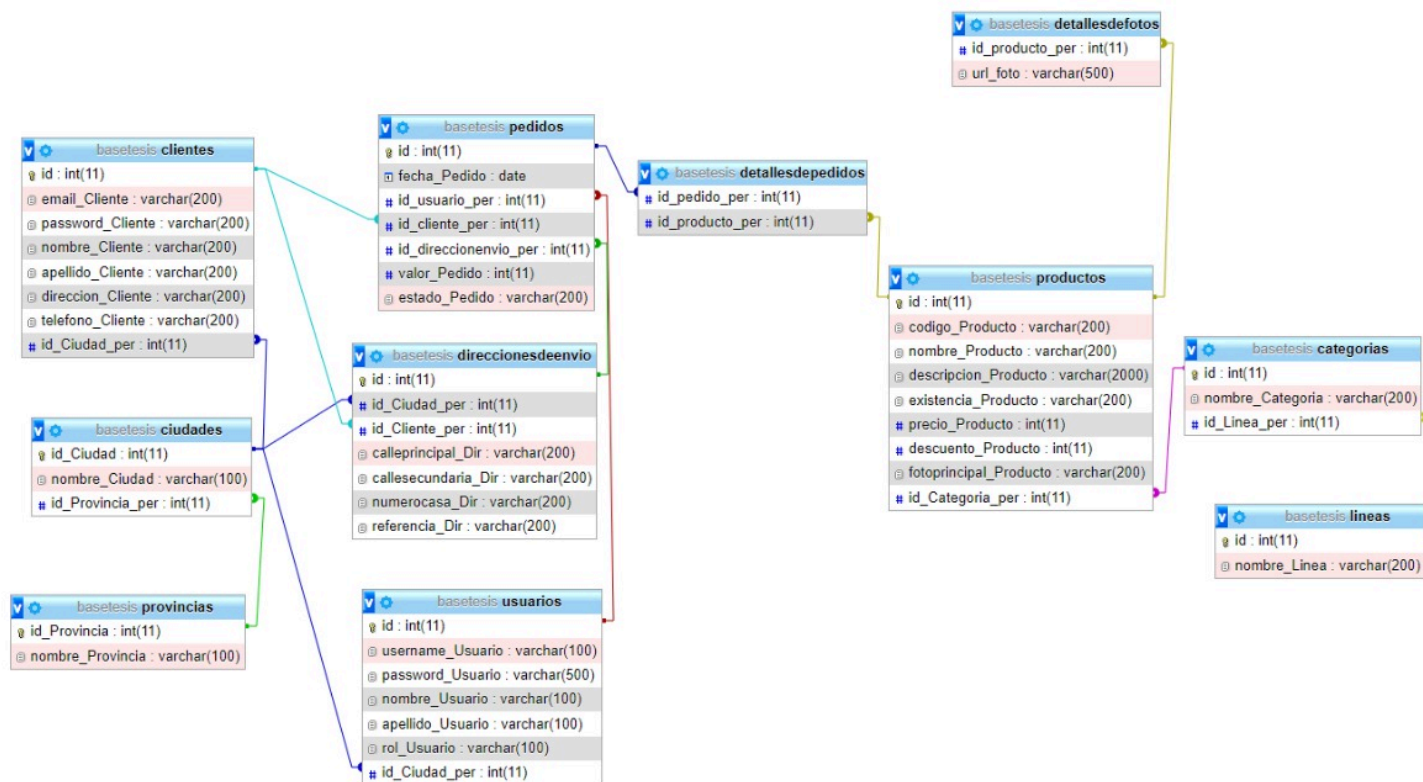 basetesis detallesdefotos
id_producto_per : int(11)
url_foto : varchar(500)
basetesis clientes
id : int(11)
email_Cliente : varchar(200)
password_Cliente : varchar(200)
nombre_Cliente : varchar(200)
apellido_Cliente : varchar(200)
direccion_Cliente : varchar(200)
telefono_Cliente : varchar(200)
id_Ciudad_per : int(11)
basetesis pedidos
id : int(11)
fecha_Pedido : date
id_usuario_per : int(11)
id_cliente_per : int(11)
id_direccionenvio_per : int(11)
valor_Pedido : int(11)
estado_Pedido : varchar(200)
basetesis detallesdepedidos
id_pedido_per : int(11)
id_producto_per : int(11)
basetesis productos
id : int(11)
codigo_Producto : varchar(200)
nombre_Producto : varchar(200)
descripcion_Producto : varchar(2000)
existencia_Producto : varchar(200)
precio_Producto : int(11)
descuento_Producto : int(11)
fotoprincipal_Producto : varchar(200)
id_Categoria_per : int(11)
basetesis categorias
id : int(11)
nombre_Categoria : varchar(200)
id_Linea_per : int(11)
basetesis lineas
id : int(11)
nombre_Linea : varchar(200)
basetesis direccionesdeenvio
id : int(11)
id_Ciudad_per : int(11)
id_Cliente_per : int(11)
calleprincipal_Dir : varchar(200)
callesecundaria_Dir : varchar(200)
numerocasa_Dir : varchar(200)
referencia_Dir : varchar(200)
basetesis ciudades
id_Ciudad : int(11)
nombre_Ciudad : varchar(100)
id_Provincia_per : int(11)
basetesis provincias
id_Provincia : int(11)
nombre_Provincia : varchar(100)
basetesis usuarios
id : int(11)
username_Usuario : varchar(100)
password_Usuario : varchar(500)
nombre_Usuario : varchar(100)
apellido_Usuario : varchar(100)
rol_Usuario : varchar(100)
id_Ciudad_per : int(11)